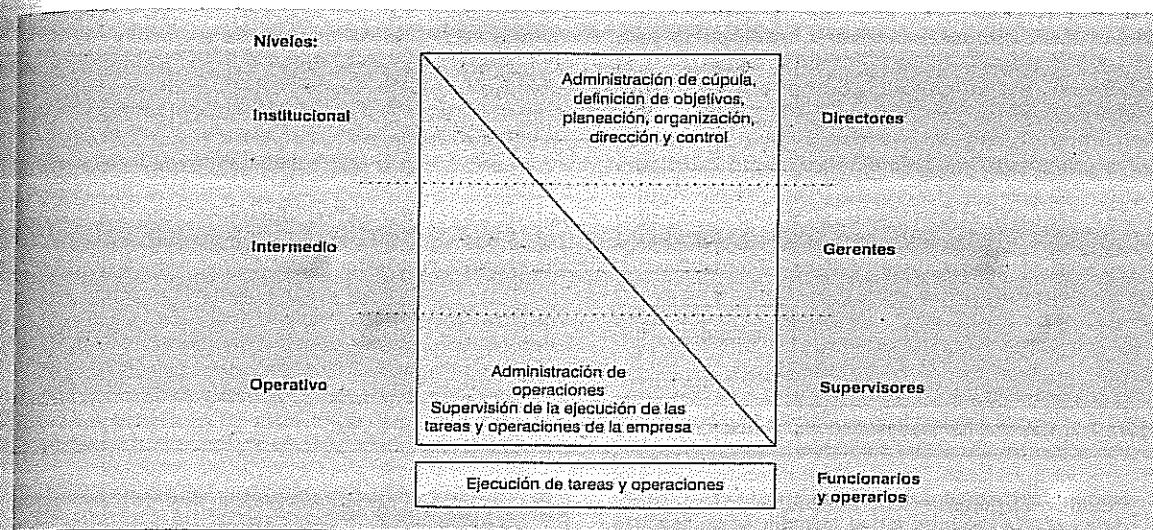 Niveles:
Institucional
Administración de cúpula,
definición de objetivos,
planeación, organización,
dirección y control
Directores
Intermedio
Gerentes
Operativo
Administración de
operaciones
Supervisión de la ejecución de las
tareas y operaciones de la empresa
Supervisores
Ejecución de tareas y operaciones
Funcionarios
y operarios